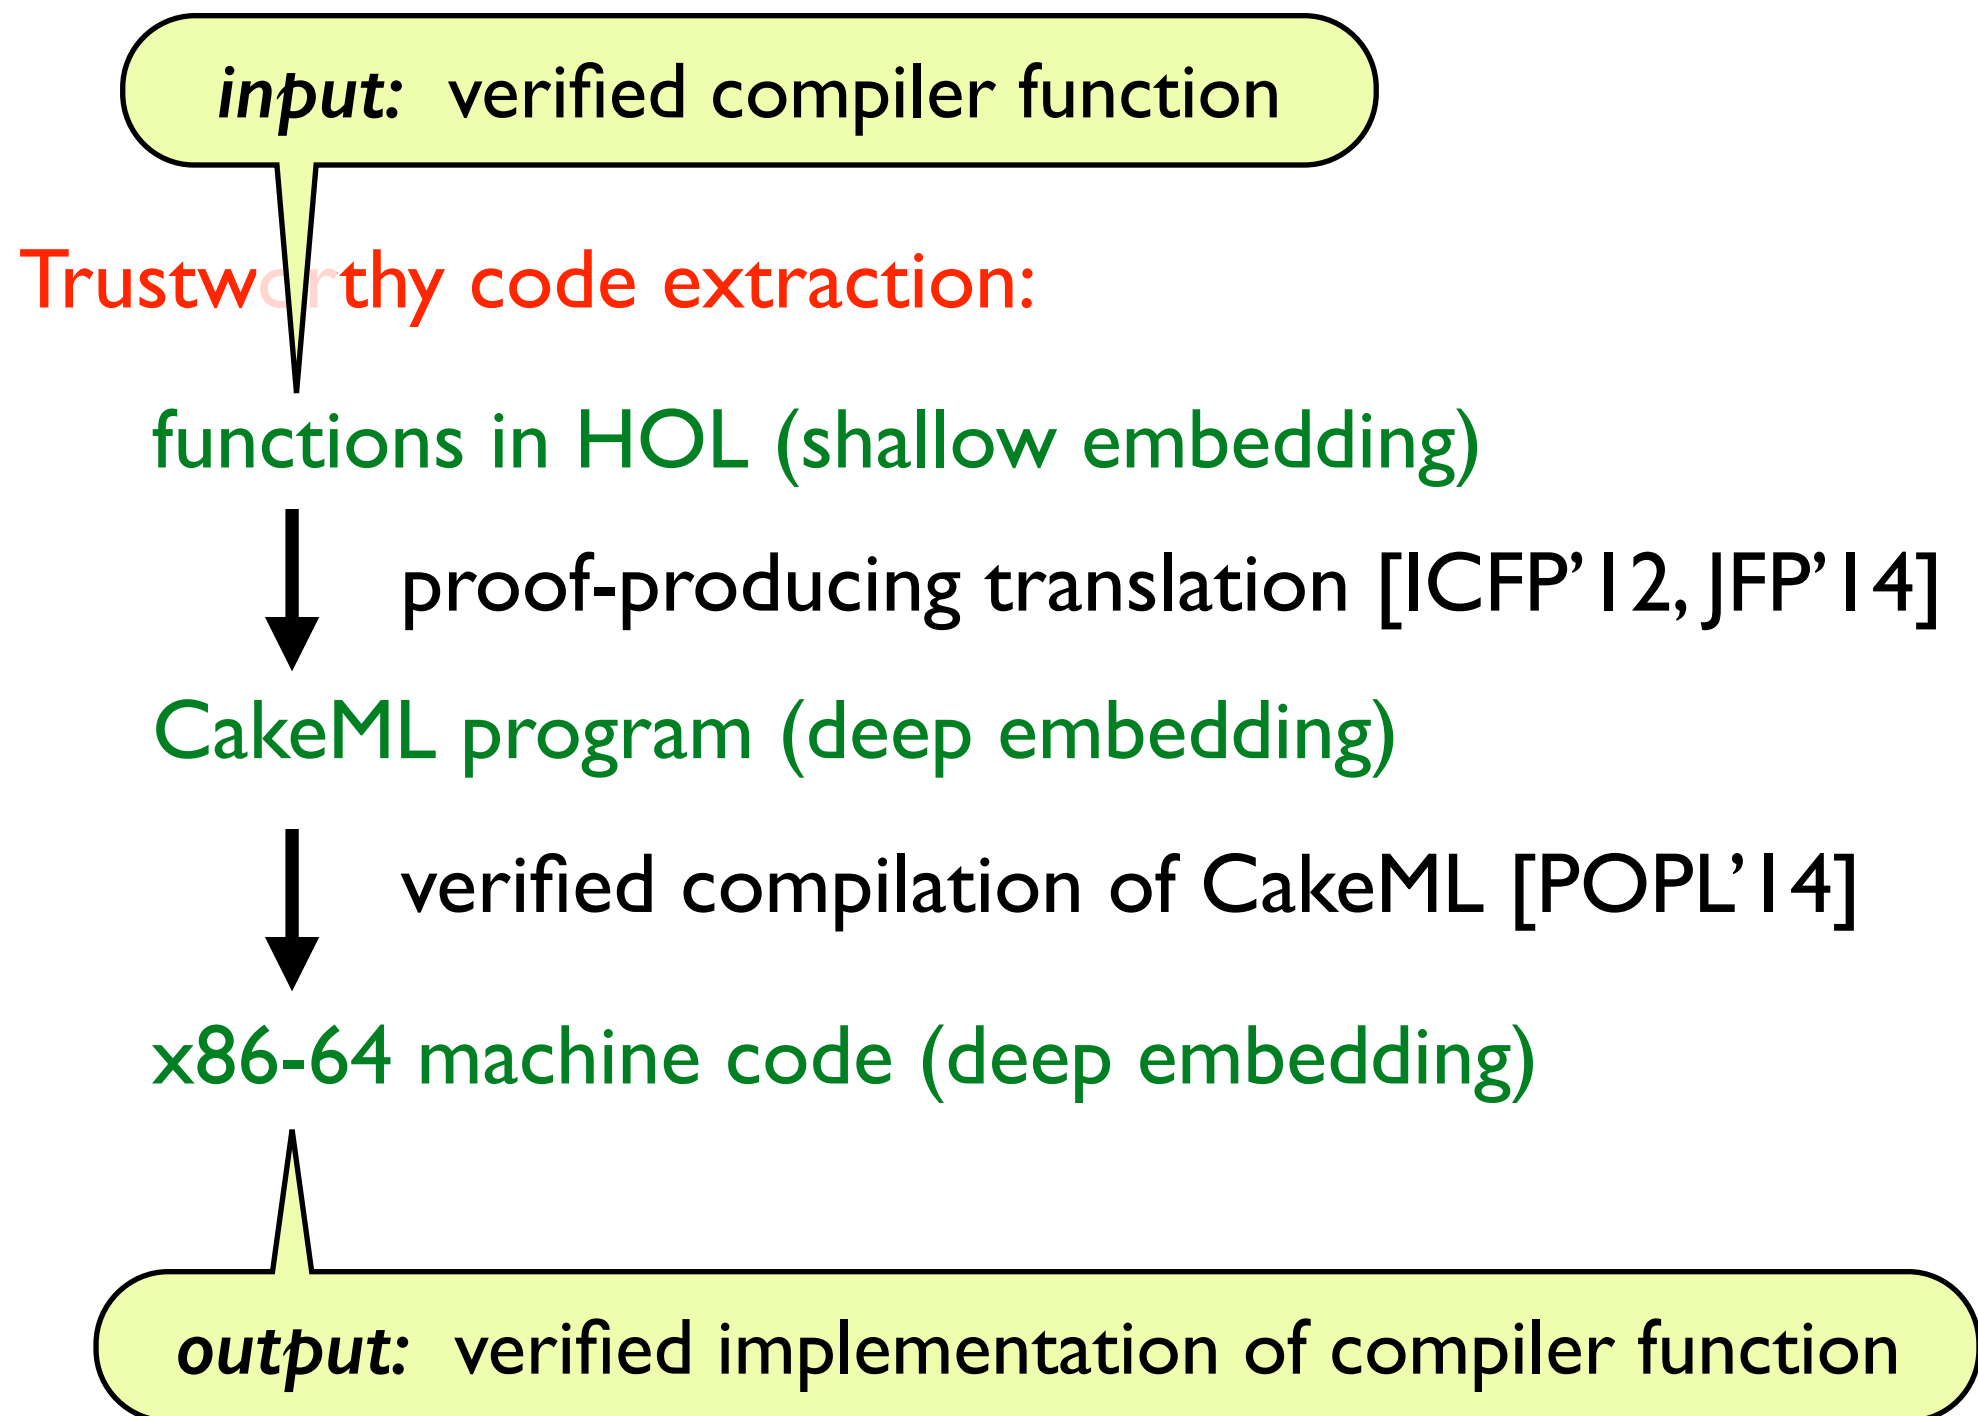 input: verified compiler function
Trustworthy code extraction:
functions in HOL (shallow embedding)
proof-producing translation [ICFP’12, JFP’14]
CakeML program (deep embedding)
verified compilation of CakeML [POPL’14]
x86-64 machine code (deep embedding)
output: verified implementation of compiler function